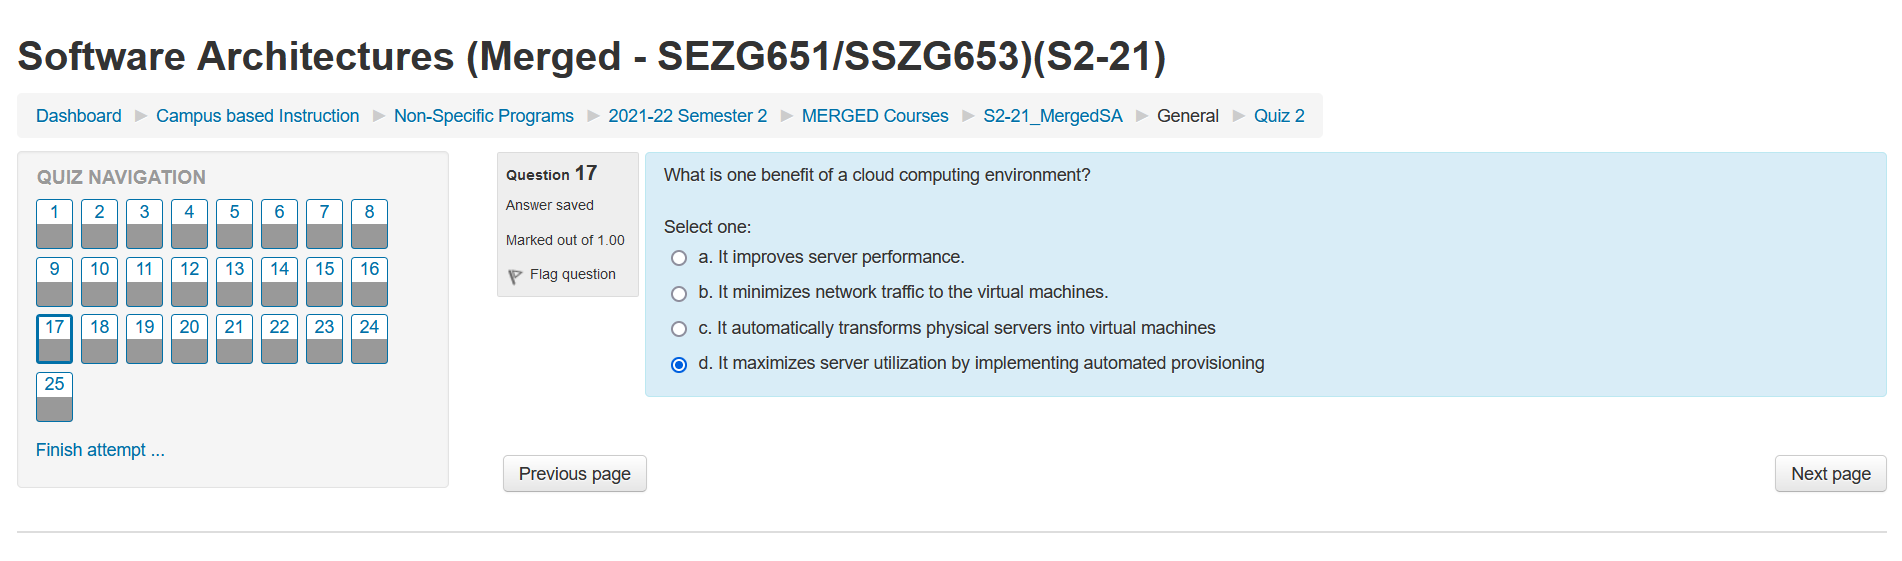 Software Architectures (Merged - SEZG651/SSZG653)(S2-21)
Dashboard Campus based Instruction Non-Specific Programs 2021-22 Semester 2 MERGED Courses S2-21_MergedSA General Quiz 2
QUIZ NAVIGATION
1 2 3 4 5 6 7 8
9 10 11 12 13 14 15 16
17 18 19 20 21 22 23 24
25
Finish attempt ...
Question 17
Answer saved
Marked out of 1.00
Flag question
What is one benefit of a cloud computing environment?
Select one:
a. It improves server performance.
b. It minimizes network traffic to the virtual machines.
c. It automatically transforms physical servers into virtual machines
d. It maximizes server utilization by implementing automated provisioning
Previous page
Next page